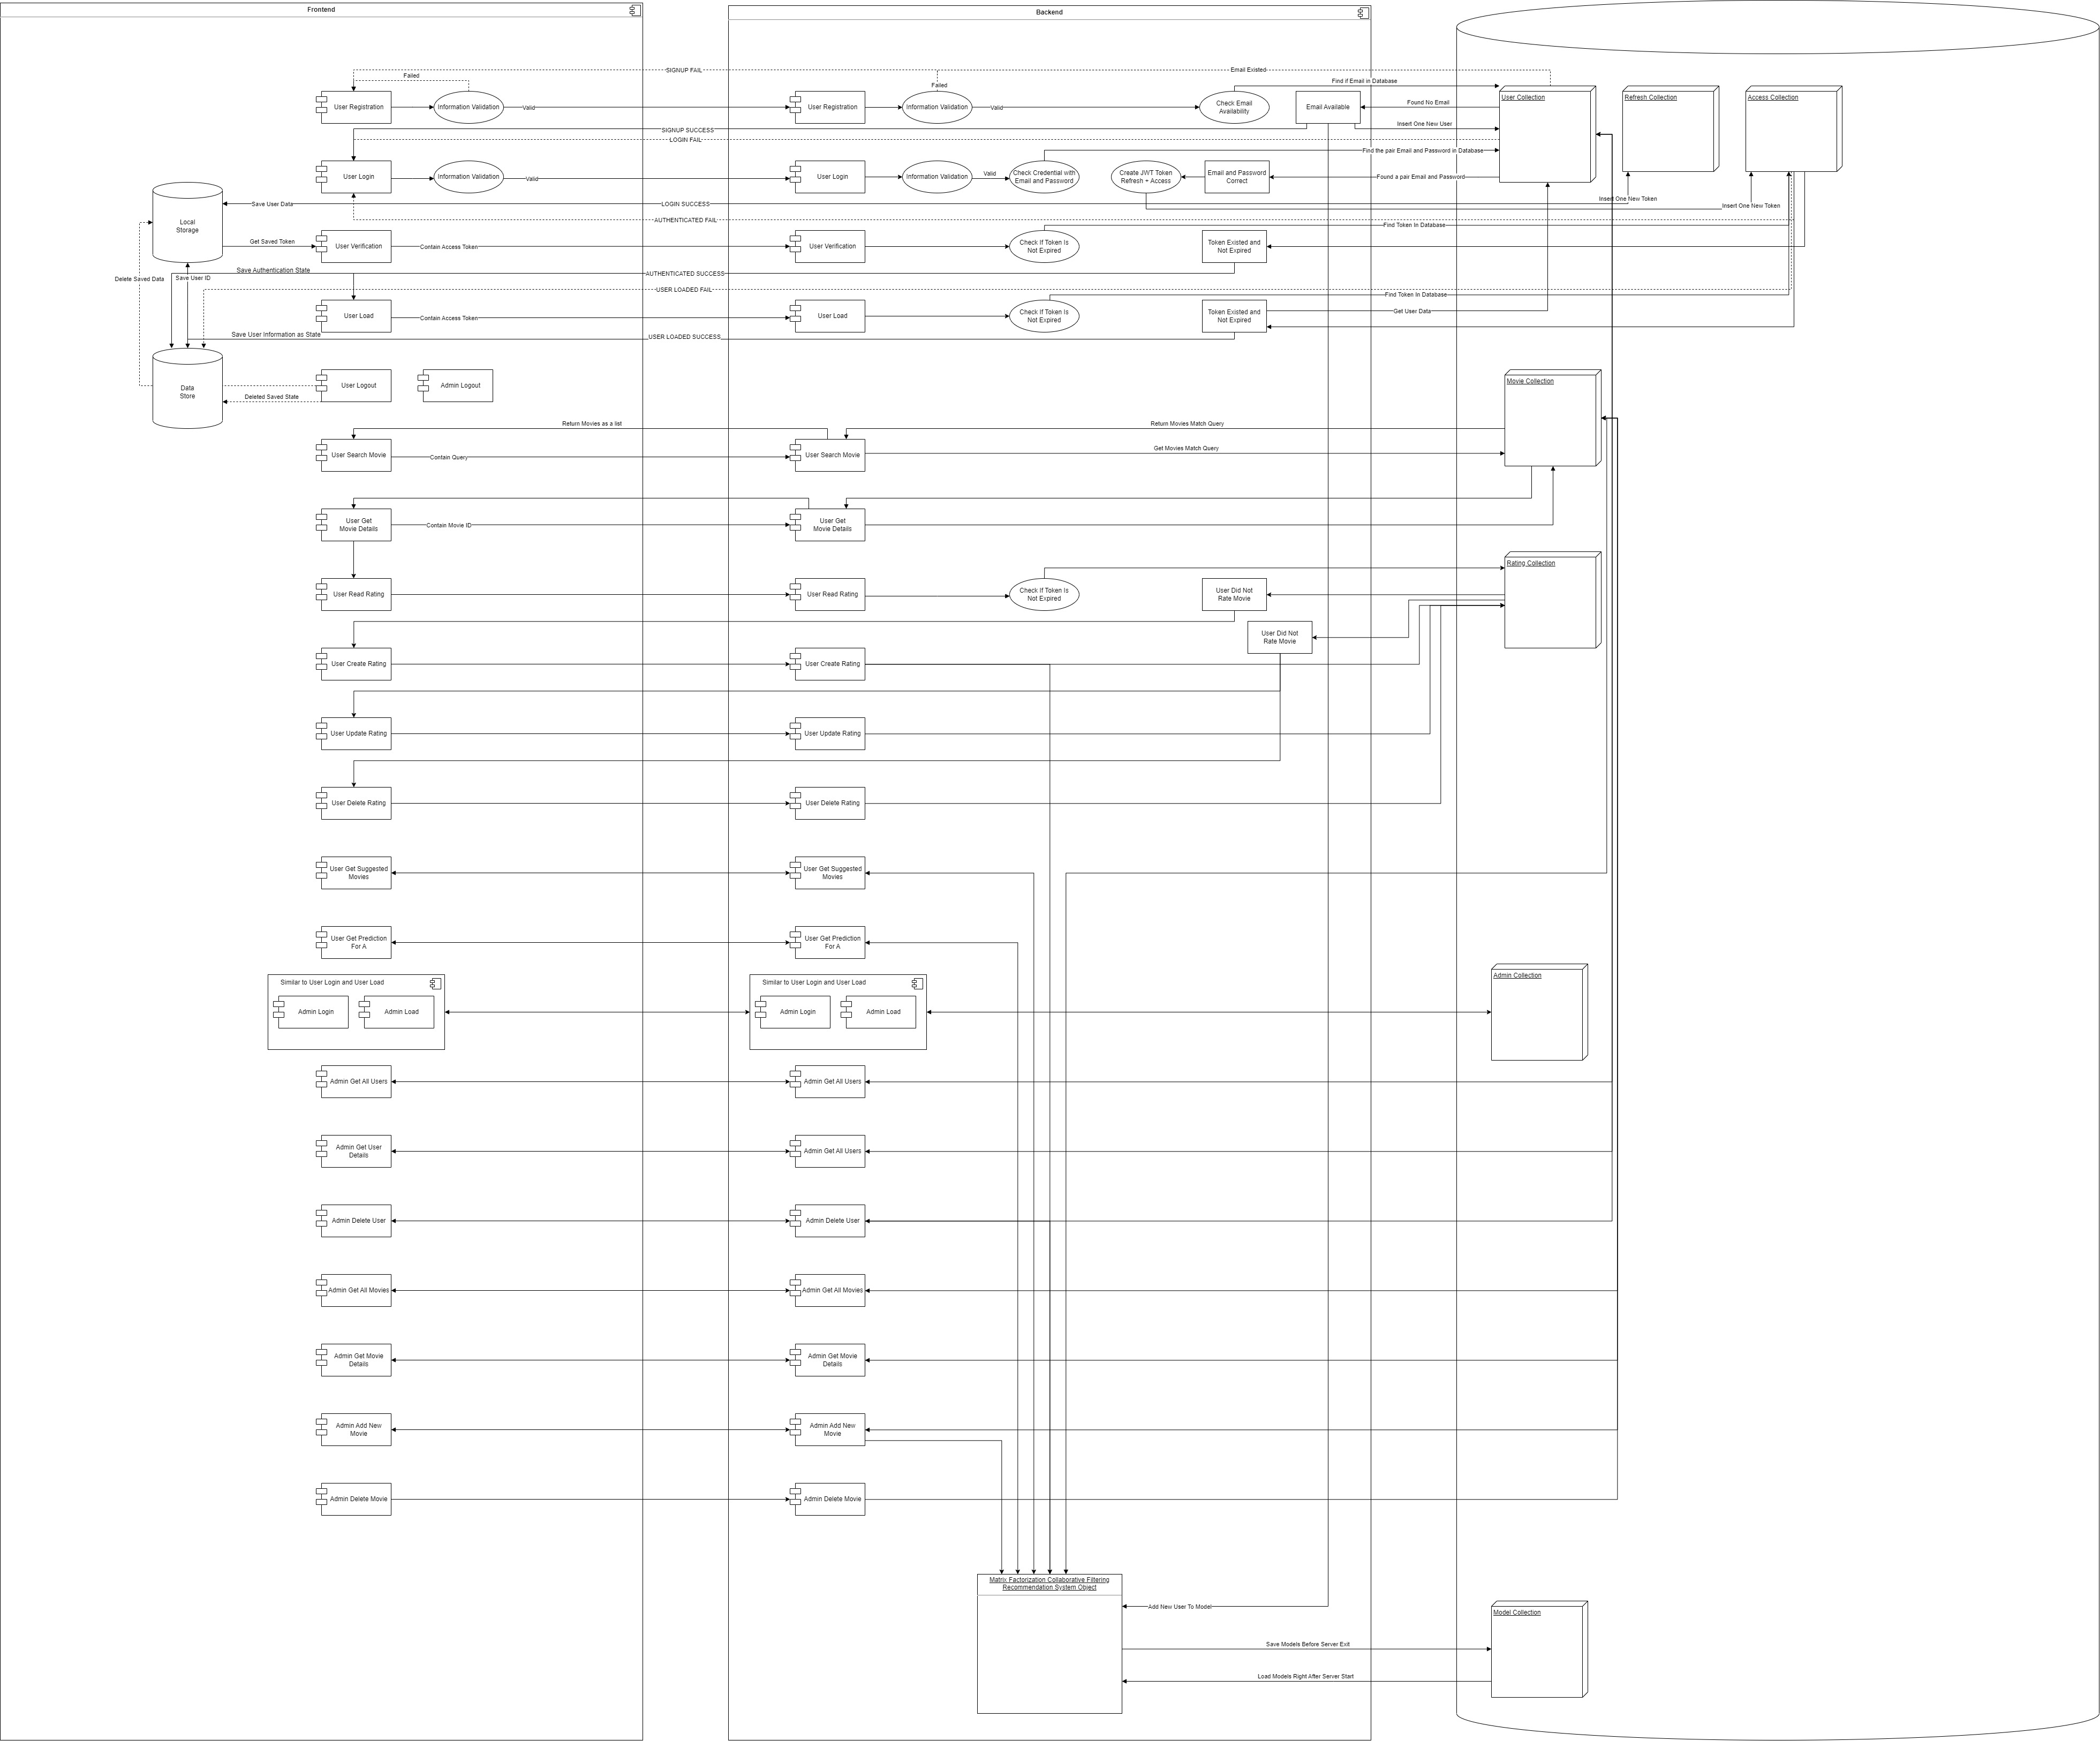 Frontend
Backend
SIGNUP FAIL
Email Existed
Failed
Failed
Find if Email in Database
User Registration
Information Validation
Valid
User Registration
Information Validation
Valid
Check Email
Availability
Email Available
Found No Email
User Collection
Refresh Collection
Access Collection
SIGNUP SUCCESS
Insert One New User
LOGIN FAIL
Find the pair Email and Password in Database
User Login
Information Validation
Valid
User Login
Information Validation
Valid
Check Credential with
Email and Password
Create JWT Token
Refresh + Access
Email and Password
Correct
Found a pair Email and Password
Insert One New Token
Insert One New Token
Save User Data
LOGIN SUCCESS
Local
Storage
AUTHENTICATED FAIL
Find Token In Database
Get Saved Token
User Verification
Contain Access Token
User Verification
Check If Token Is
Not Expired
Token Existed and
Not Expired
Save Authentication State
AUTHENTICATED SUCCESS
Delete Saved Data
Save User ID
USER LOADED FAIL
Find Token In Database
User Load
Contain Access Token
User Load
Check If Token Is
Not Expired
Token Existed and
Not Expired
Get User Data
Save User Information as State
USER LOADED SUCCESS
Data
Store
User Logout
Admin Logout
Deleted Saved State
Movie Collection
Return Movies as a list
Return Movies Match Query
User Search Movie
Contain Query
User Search Movie
Get Movies Match Query
User Get
Movie Details
Contain Movie ID
User Get
Movie Details
Rating Collection
User Read Rating
User Read Rating
Check If Token Is
Not Expired
User Did Not
Rate Movie
User Did Not
Rate Movie
User Create Rating
User Create Rating
User Update Rating
User Update Rating
User Delete Rating
User Delete Rating
User Get Suggested
Movies
User Get Suggested
Movies
User Get Prediction
For A
User Get Prediction
For A
Similar to User Login and User Load
Admin Login
Admin Load
Similar to User Login and User Load
Admin Login
Admin Load
Admin Collection
Admin Get All Users
Admin Get All Users
Admin Get User
Details
Admin Get All Users
Admin Delete User
Admin Delete User
Admin Get All Movies
Admin Get All Movies
Admin Get Movie
Details
Admin Get Movie
Details
Admin Add New
Movie
Admin Add New
Movie
Admin Delete Movie
Admin Delete Movie
Matrix Factorization Collaborative Filtering
Recommendation System Object
Add New User To Model
Model Collection
Save Models Before Server Exit
Load Models Right After Server Start